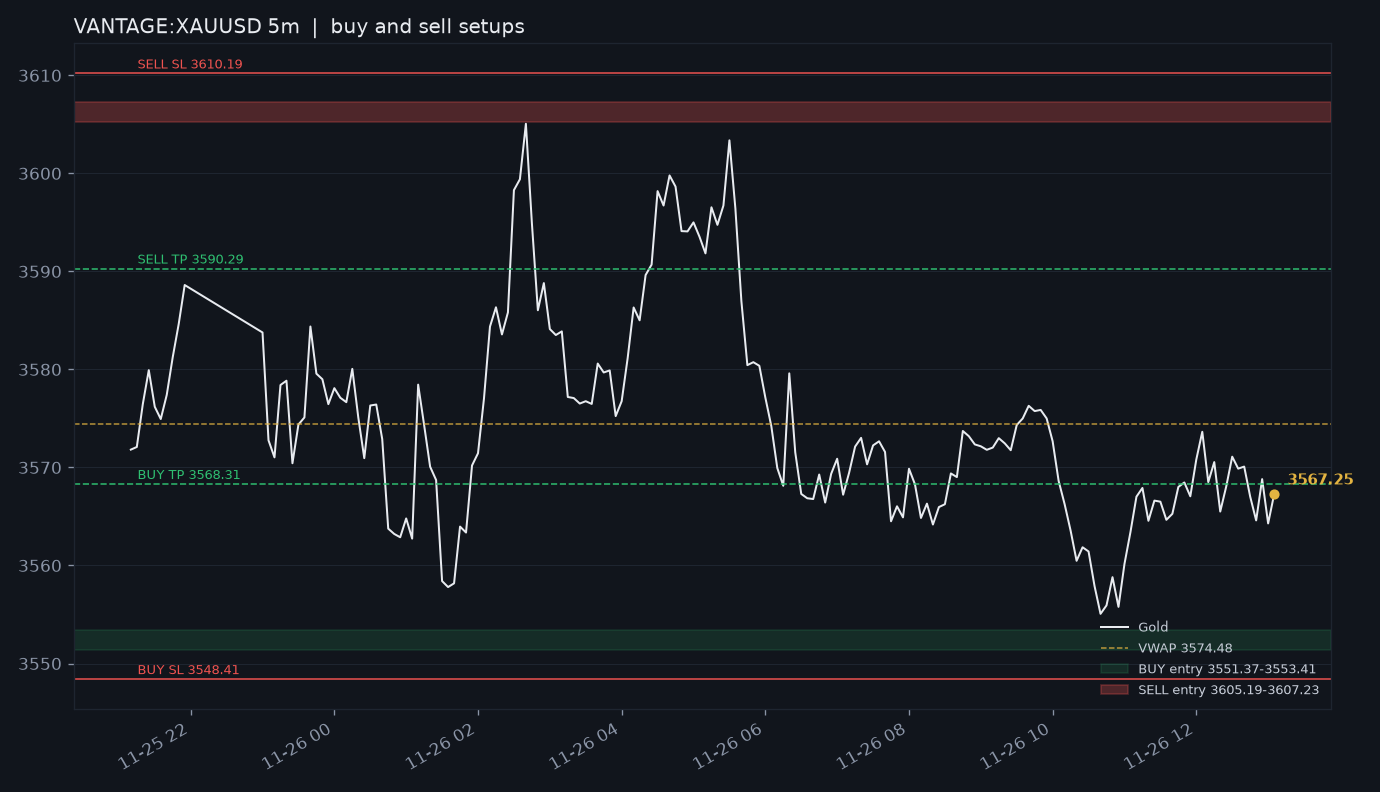 VANTAGE:XAUUSD 5m | buy and sell setups
SELL SL 3610.19
3610
3600
SELL TP 3590.29
3590
3580
3570
BUY TP 3568.31
3567.25
3560
3550
BUY SL 3548.41
Gold
VWAP 3574.48
BUY entry 3551.37-3553.41
SELL entry 3605.19-3607.23
11-25 22
11-26 00
11-26 02
11-26 04
11-26 06
11-26 08
11-26 10
11-26 12